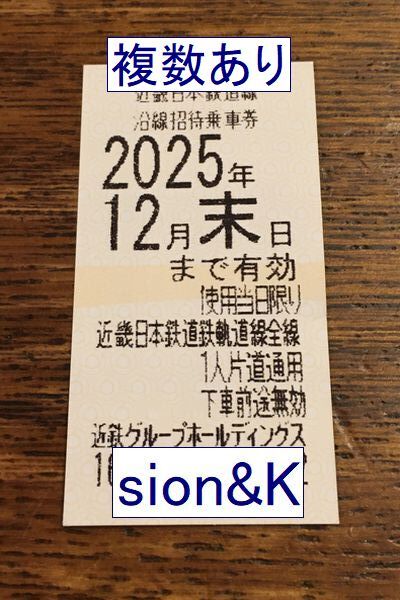 複数あり
近畿日本鉄道線
沿線招待乗車券
2025年
12月末日
まで有効
1使用当日限り
近畿日本鉄道鉄軌道線全線
1人片道通用
下車前途無効
近鉄グループホールディングス
sion&K